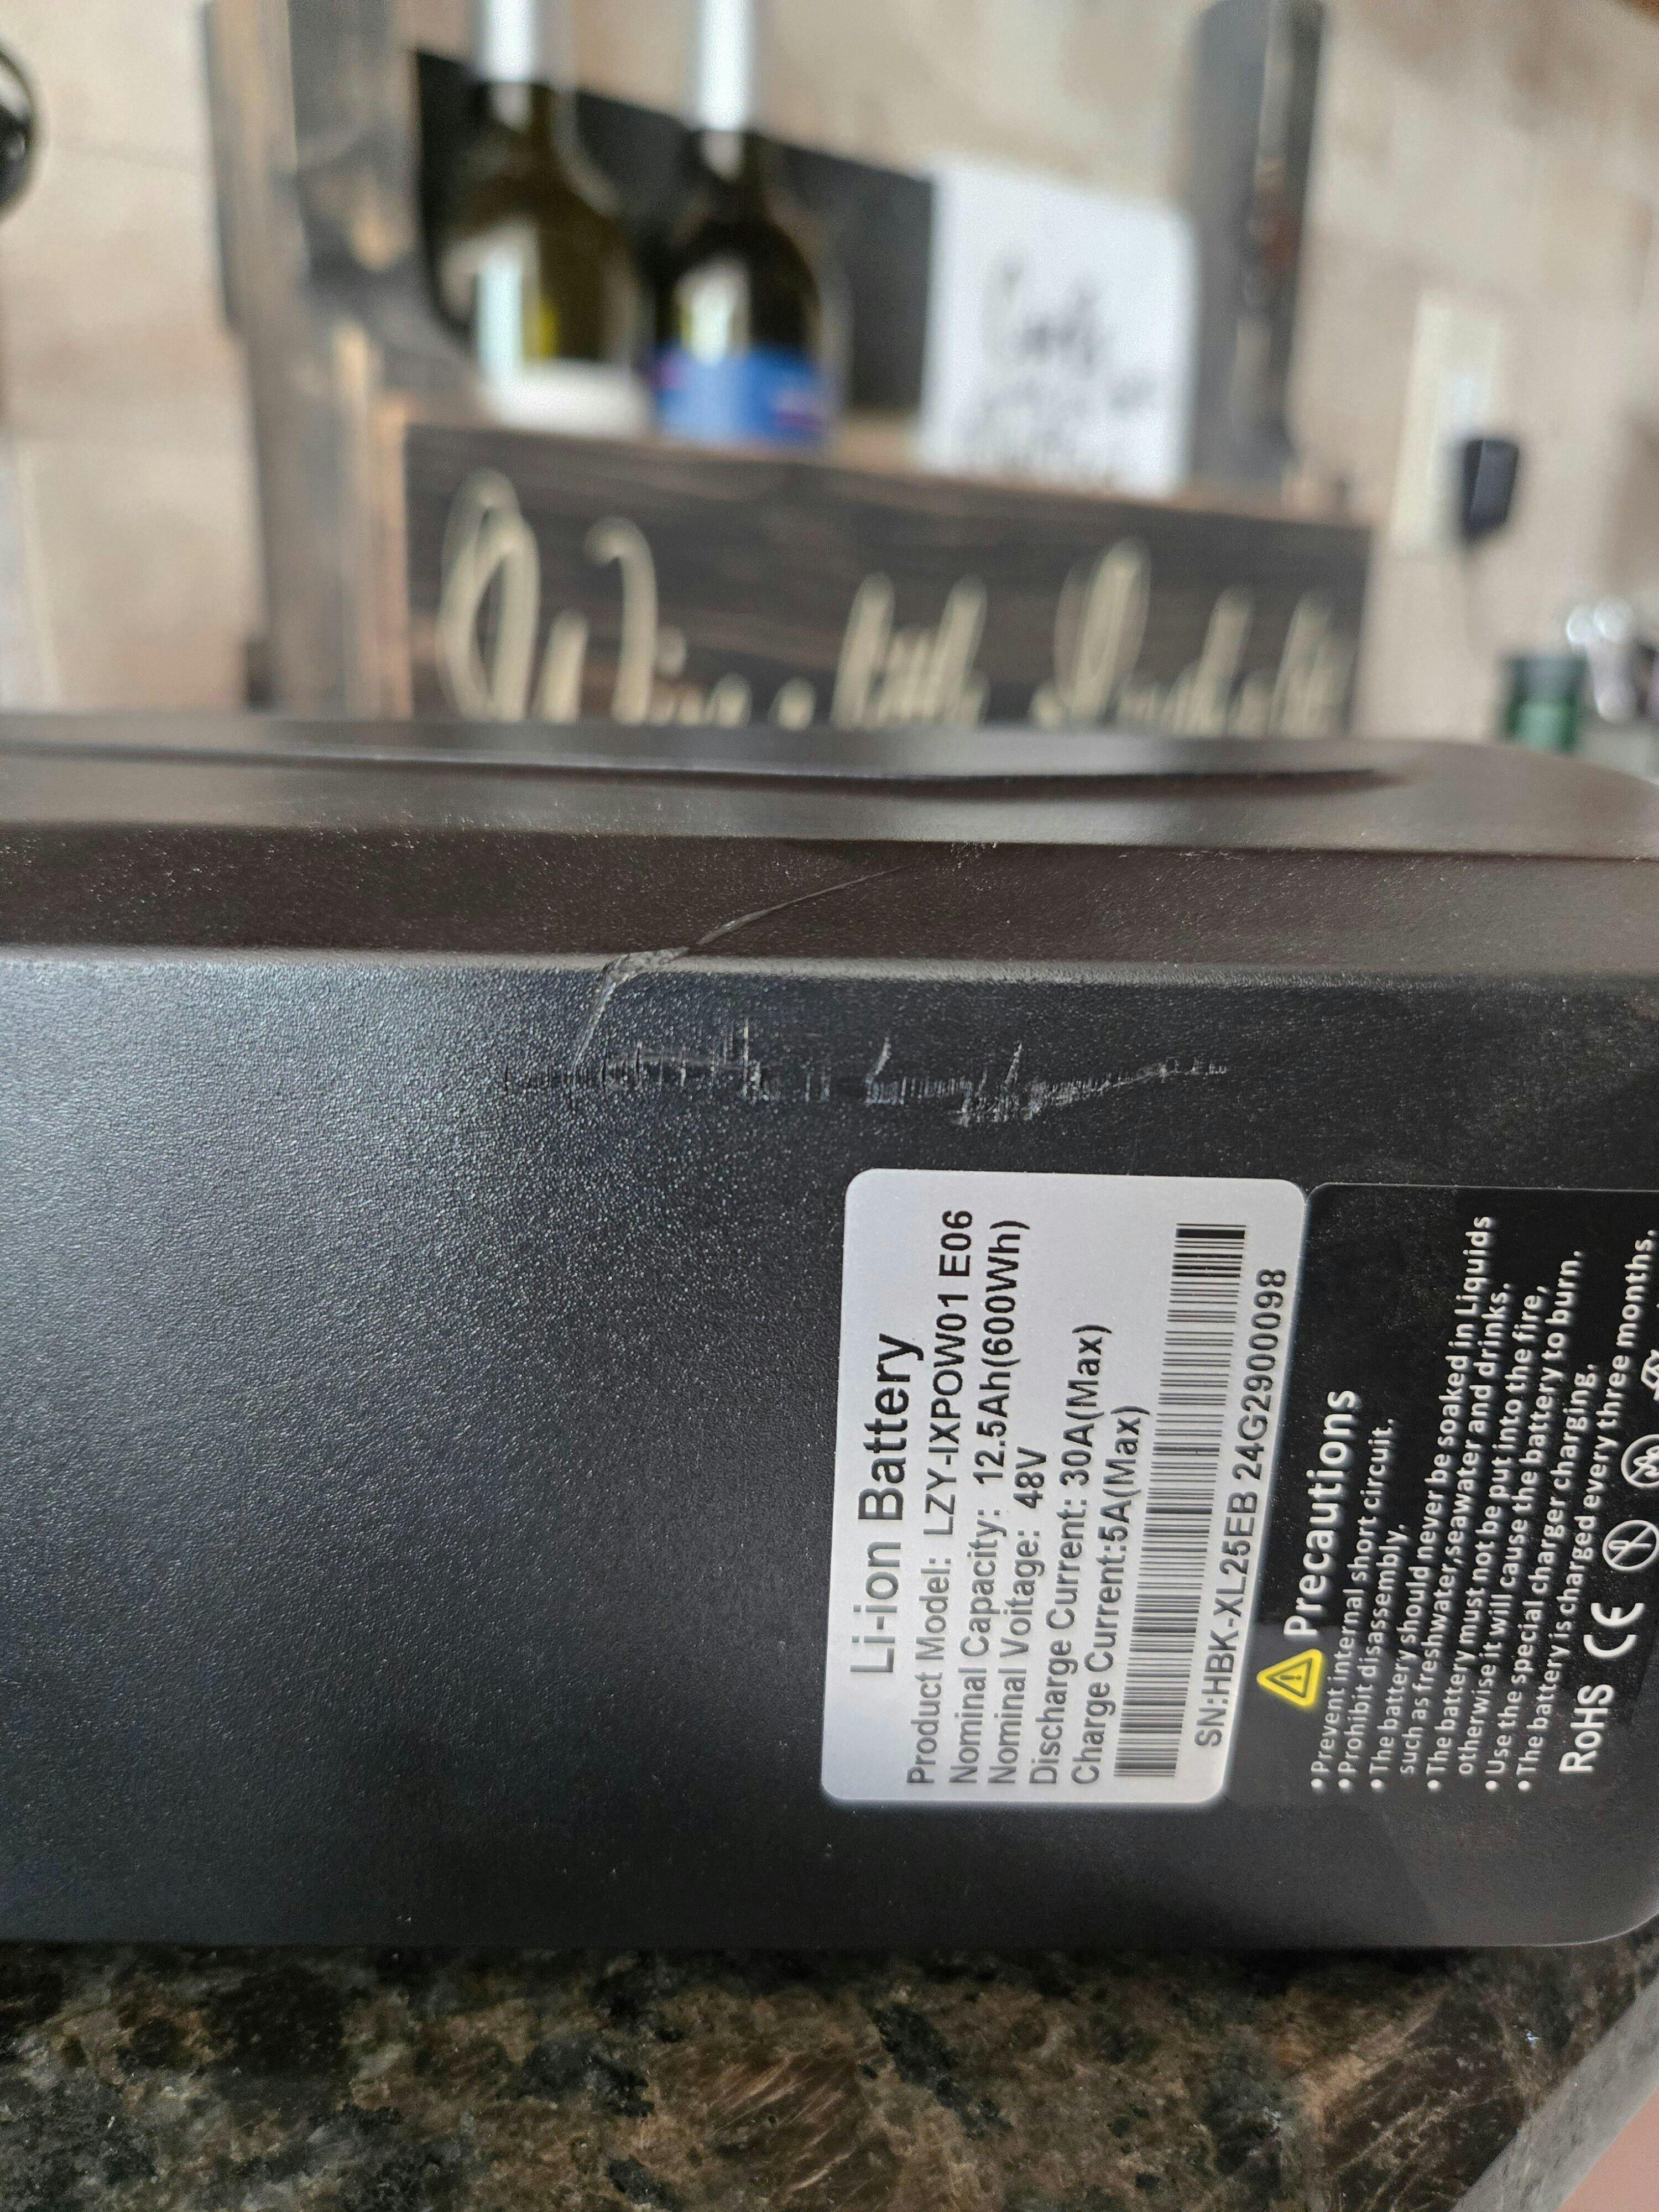 Wine a little
Li-ion Battery
Product Model: LZY-IXPOW01 E06
Nominal Capacity: 12.5Ah(600Wh)
Nominal Voitage: 48V
Discharge Current: 30A(Max)
Charge Current:5A(Max)
SN:HBK-XL25EB 24G2900098
Precautions
•Prevent internal short circuit.
•Prohibit disassembly.
•The battery should never be soaked in Liquids
such as freshwater,seawater and drinks.
•The battery must not be put into the fire,
otherwise it will cause the battery to burn.
•Use the special charger charging.
•The battery is charged every three months.
RoHS CE